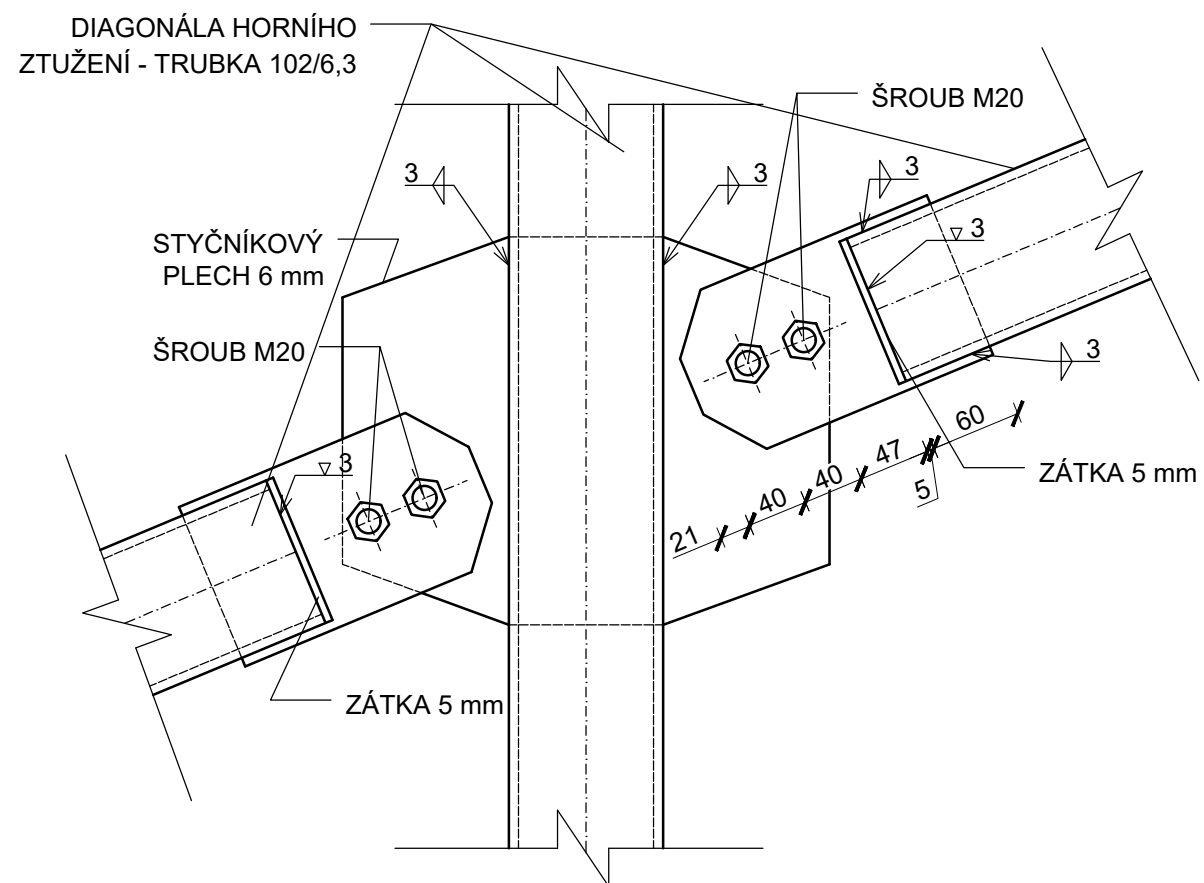 DIAGONÁLA HORNÍHO
ZTUŽENÍ - TRUBKA 102/6,3
ŠROUB M20
3
3
3
STYČNÍKOVÝ
PLECH 6 mm
3
ŠROUB M20
3
60
47
40
40
21
5
ZÁTKA 5 mm
3
ZÁTKA 5 mm